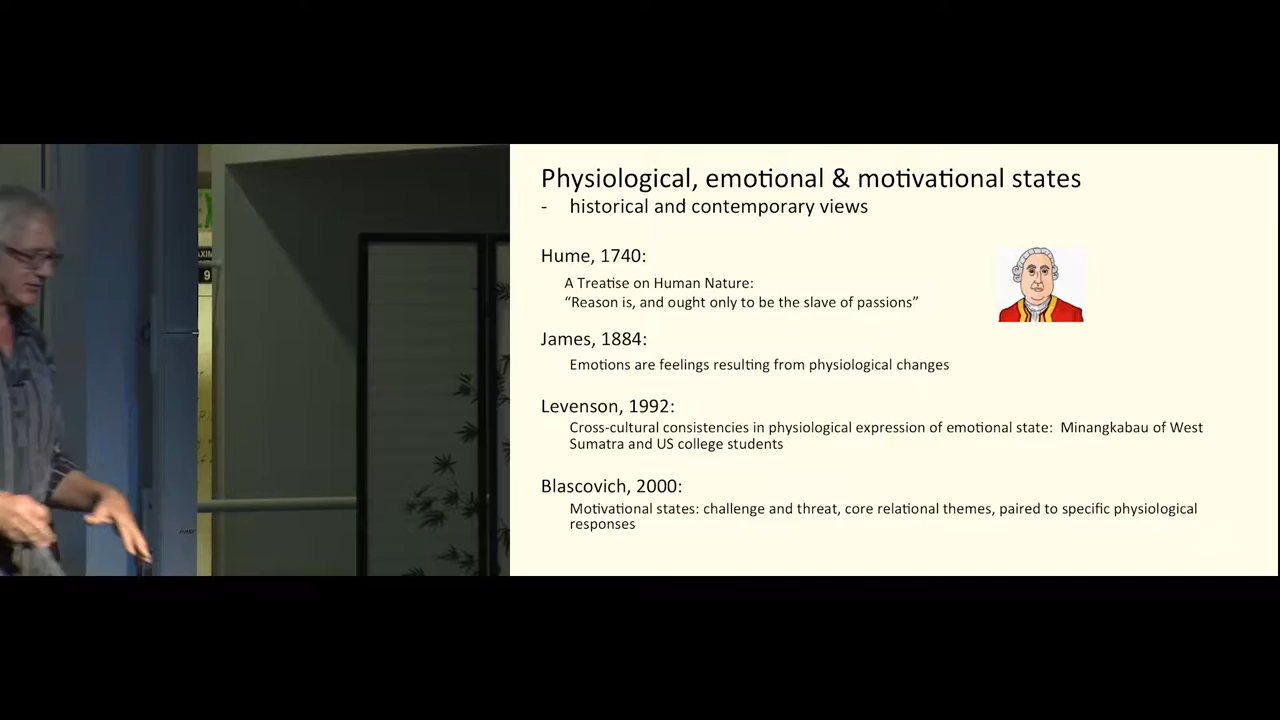 Physiological, emotional & motivational states
- historical and contemporary views
Hume, 1740:
A Treatise on Human Nature:
“Reason is, and ought only to be the slave of passions”
James, 1884:
Emotions are feelings resulting from physiological changes
Levenson, 1992:
Cross-cultural consistencies in physiological expression of emotional state: Minangkabau of West
Sumatra and US college students
Blascovich, 2000:
Motivational states: challenge and threat, core relational themes, paired to specific physiological
responses
9